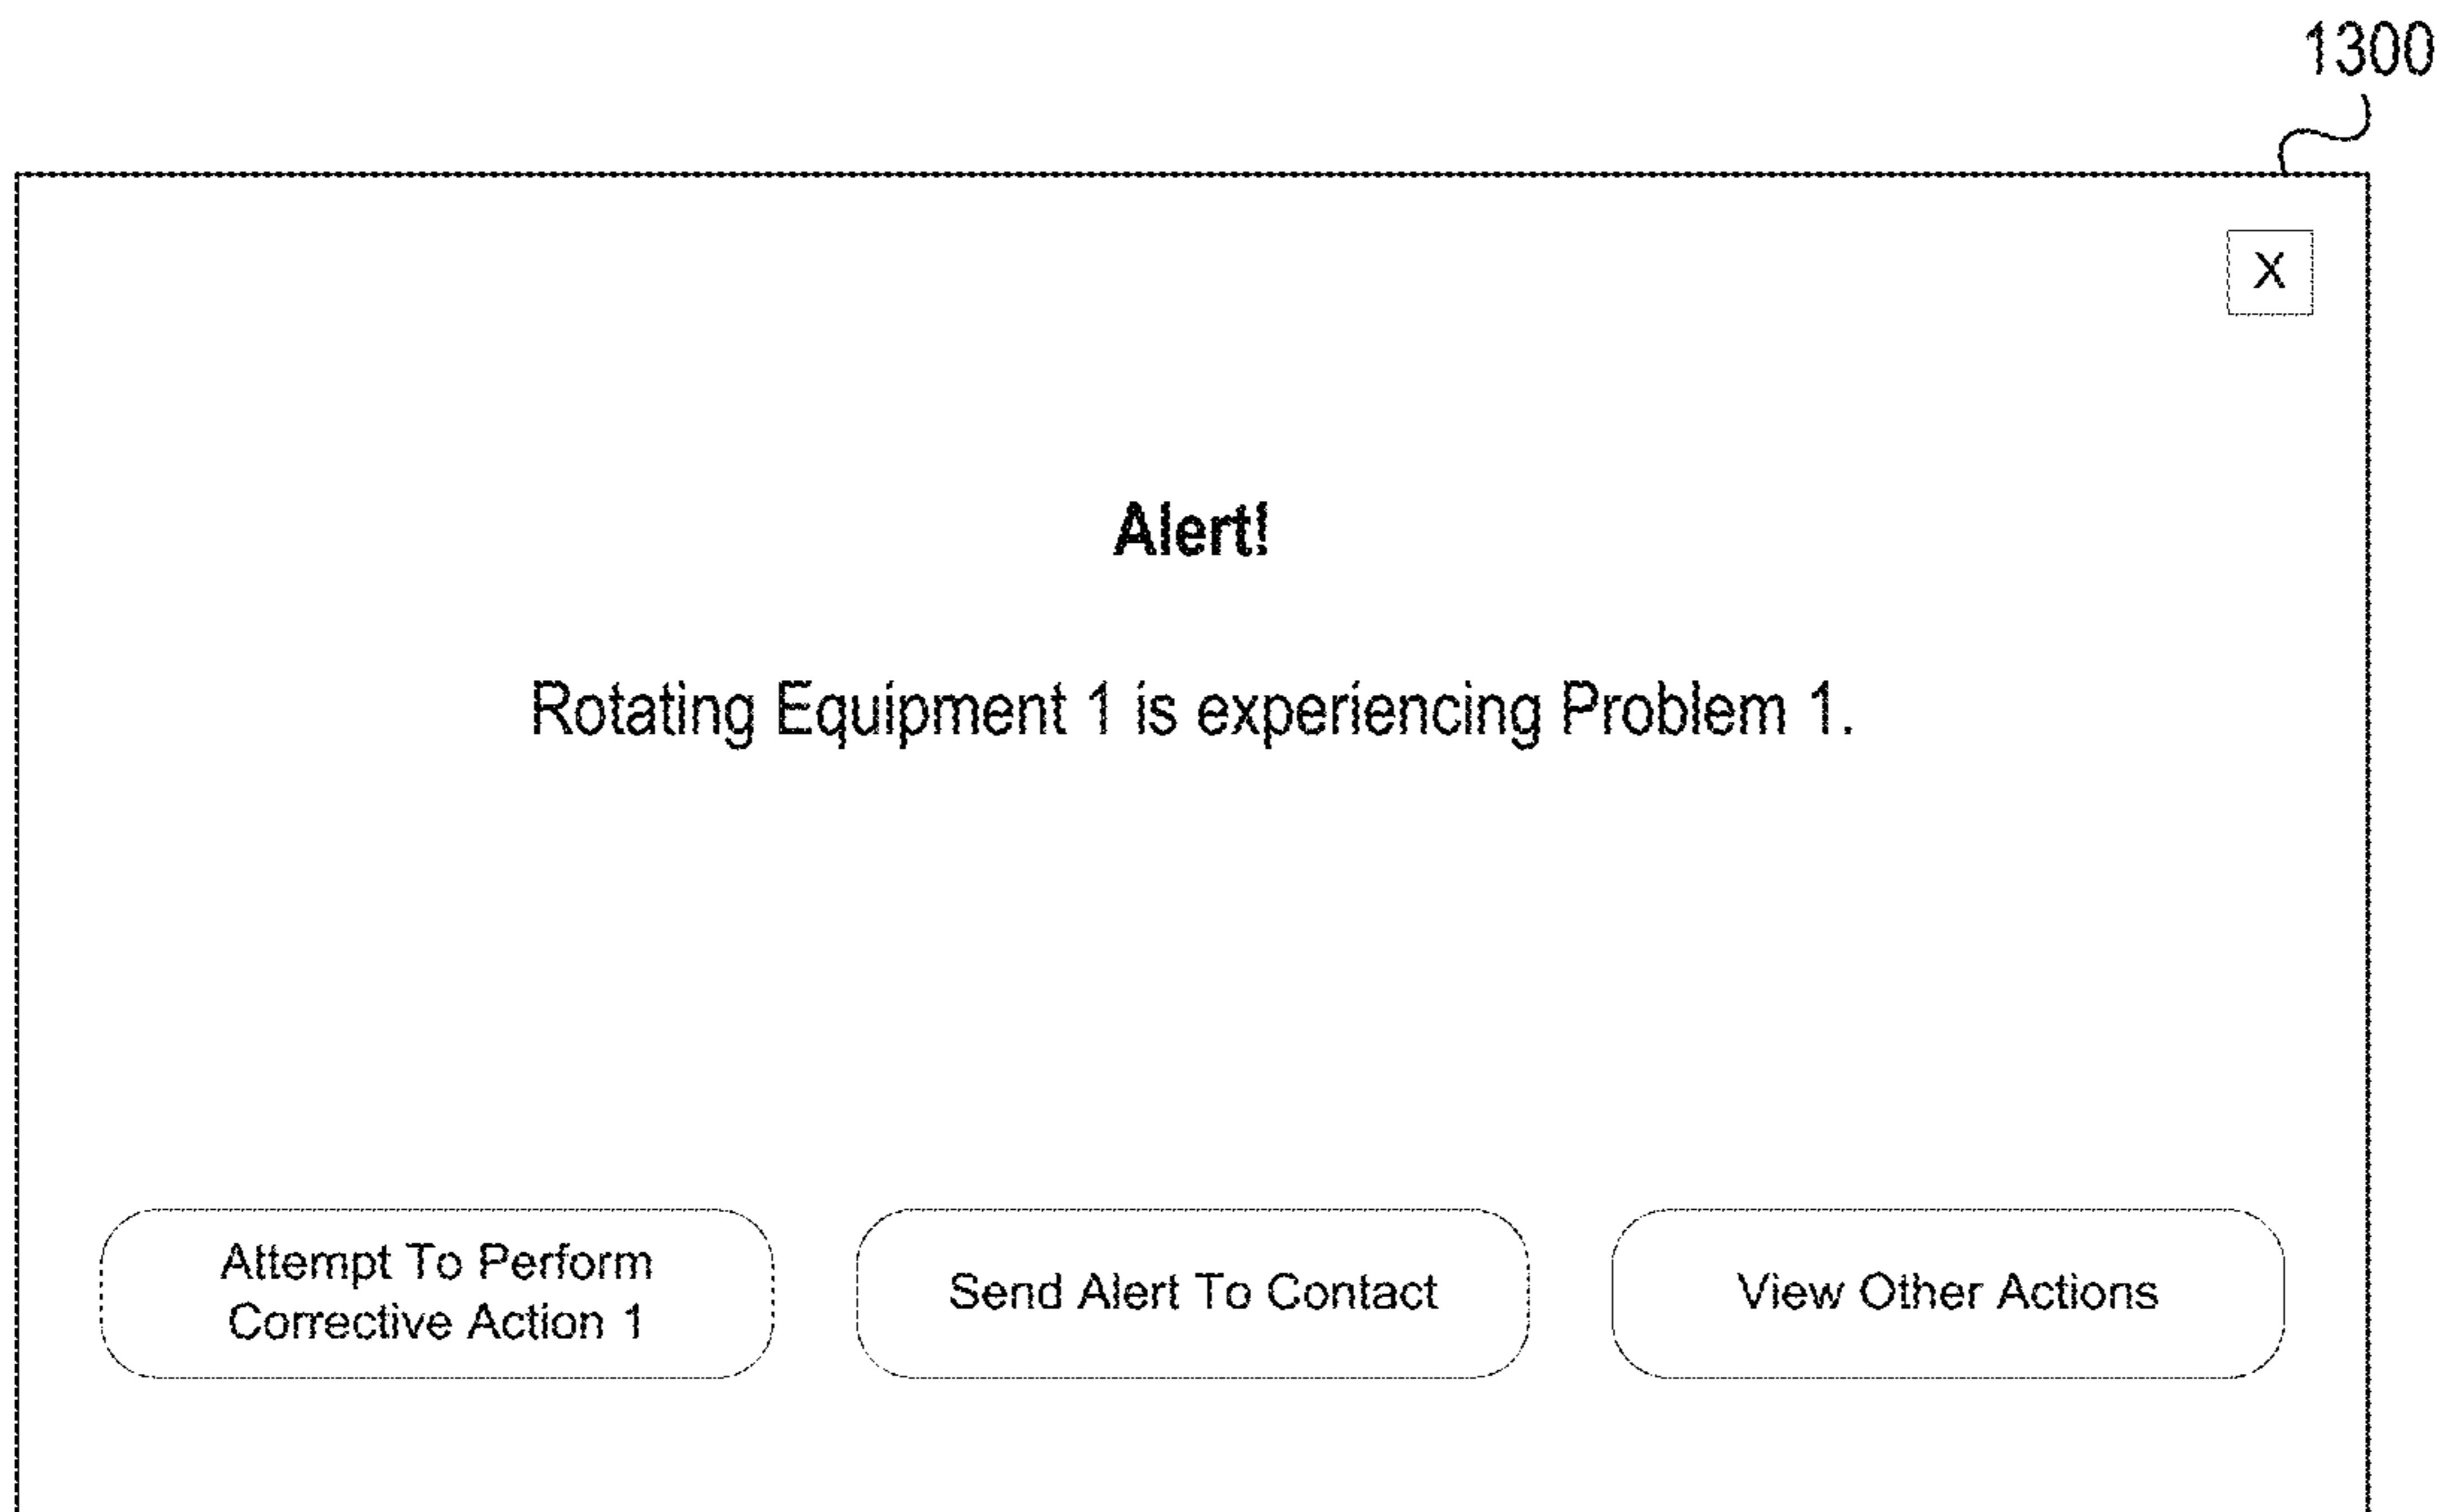 1300
X
Alert!
Rotating Equipment 1 is experiencing Problem 1.
Attempt To Perform
Corrective Action 1
Send Alert To Contact
View Other Actions